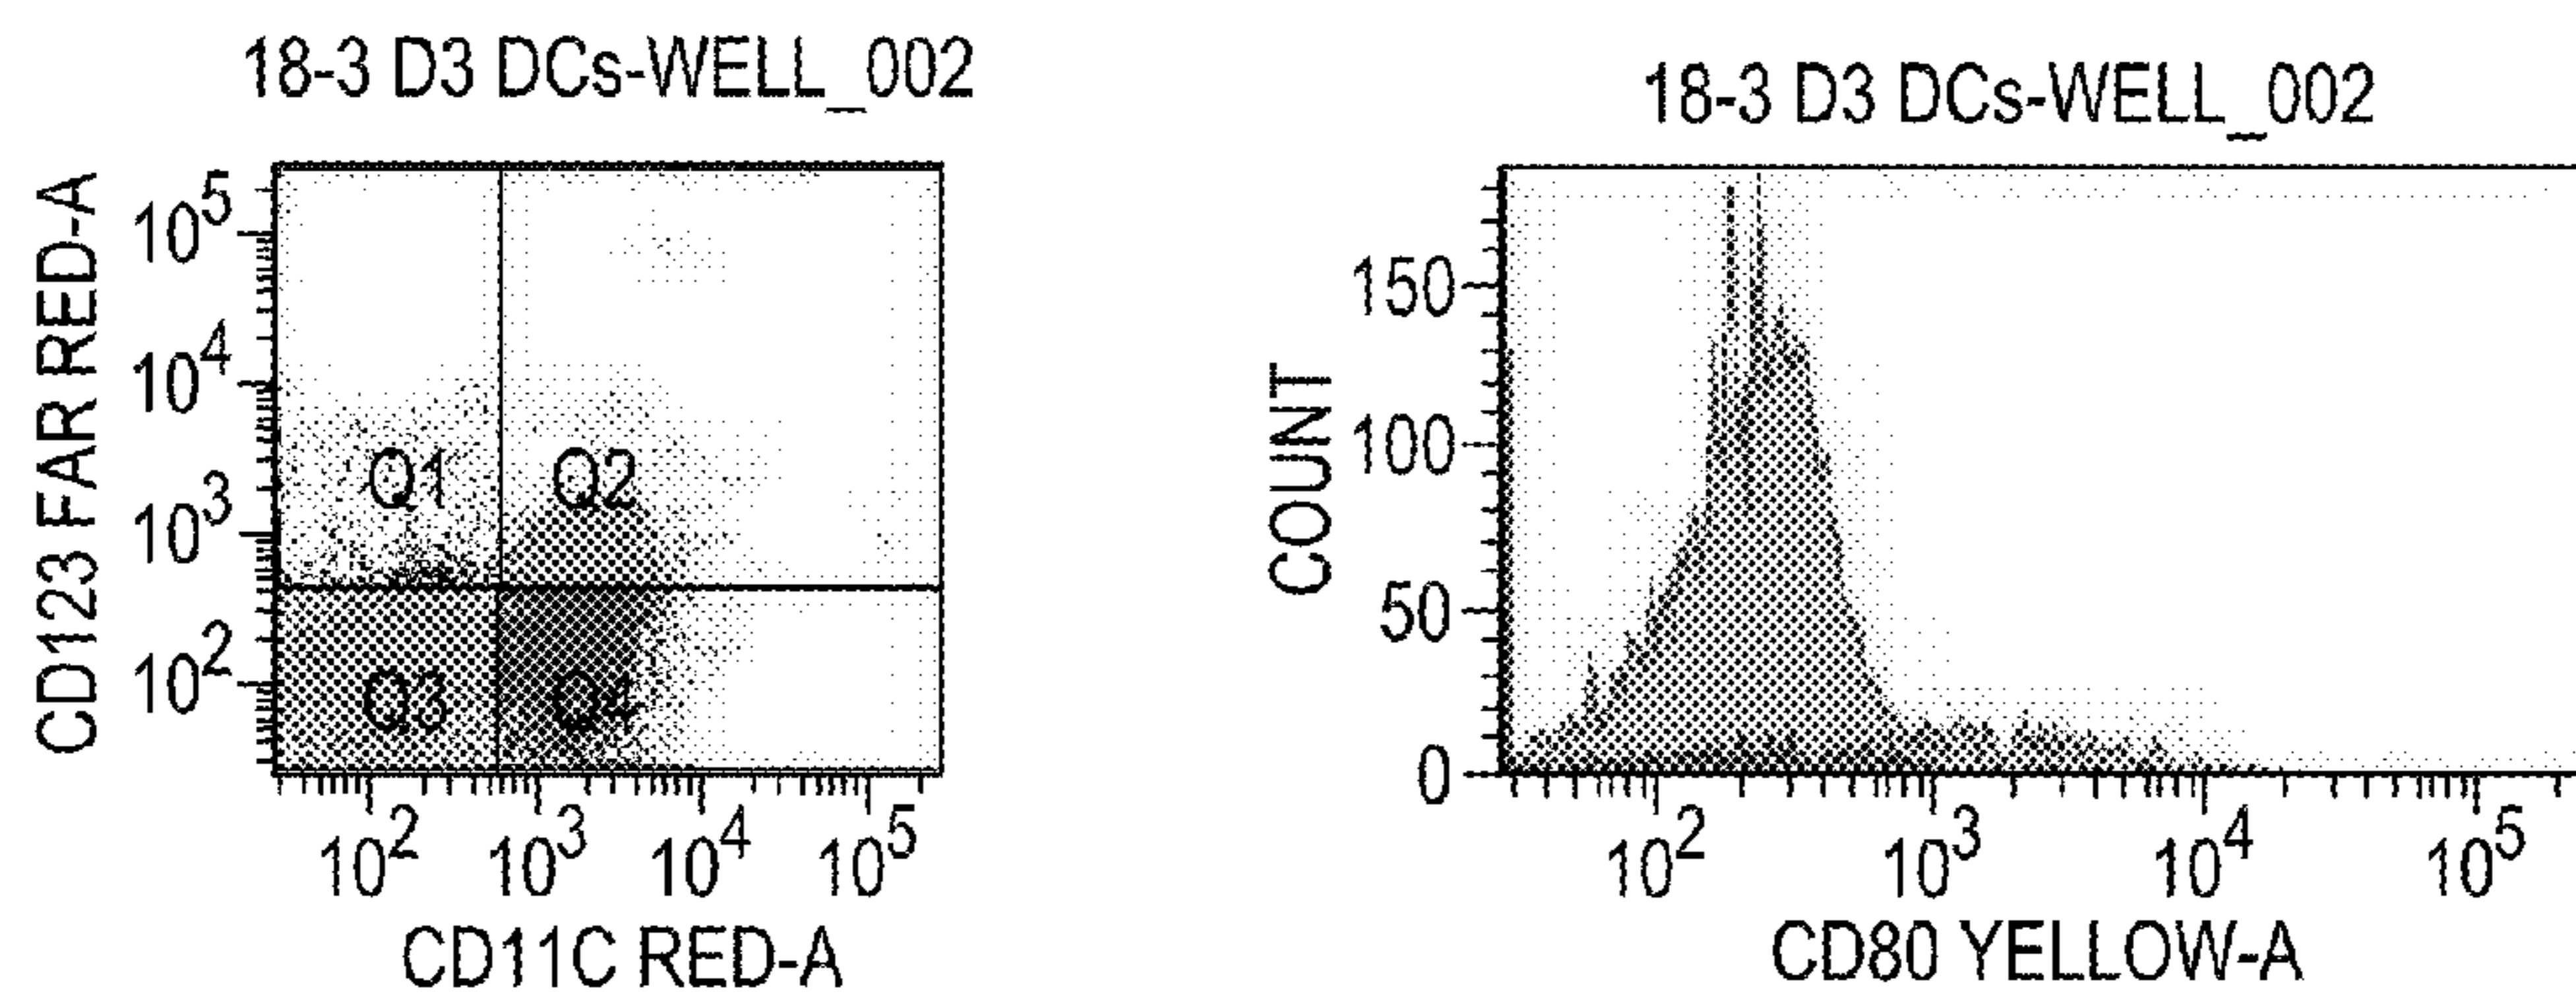 18-3 D3 DCs-WELL_002
CD123 FAR RED-A
10^5
10^4
10^3
10^2
Q1
Q2
Q3
Q4
10^2 10^3 10^4 10^5
CD11C RED-A
18-3 D3 DCs-WELL_002
COUNT
150
100
50
0
10^2 10^3 10^4 10^5
CD80 YELLOW-A